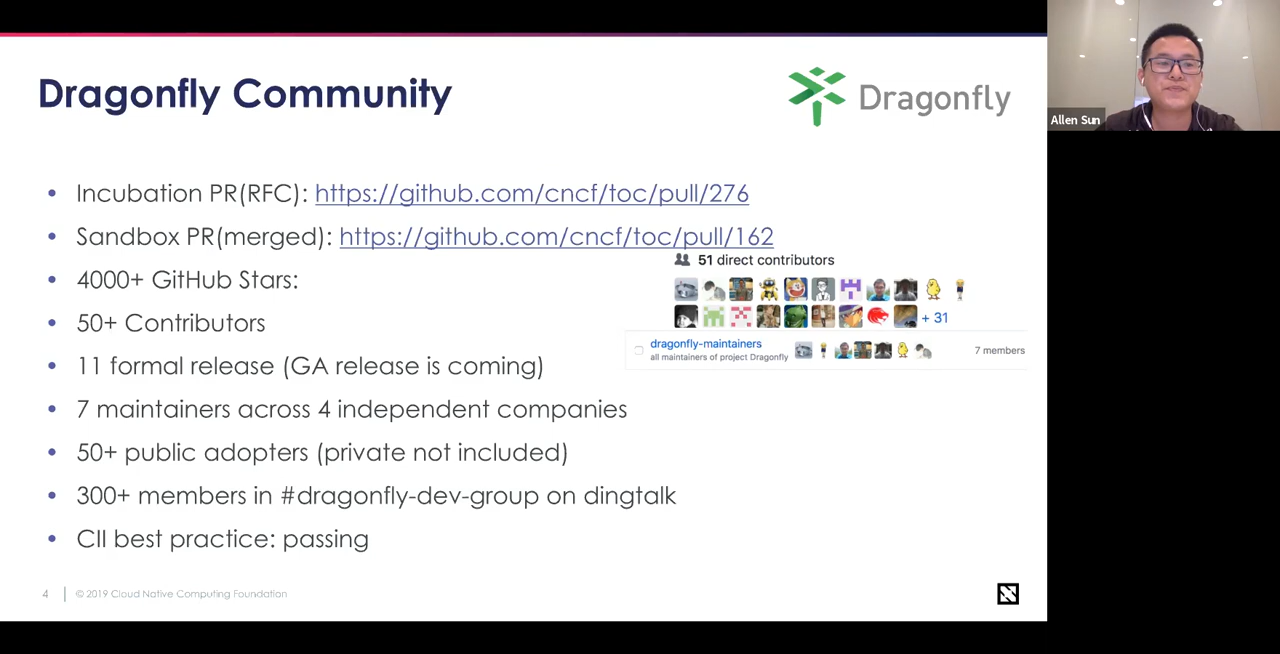 Dragonfly Community
Dragonfly
Allen Sun
• Incubation PR(RFC): https://github.com/cncf/toc/pull/276
• Sandbox PR(merged): https://github.com/cncf/toc/pull/162
• 4000+ GitHub Stars:
• 50+ Contributors
• 11 formal release (GA release is coming)
• 7 maintainers across 4 independent companies
• 50+ public adopters (private not included)
• 300+ members in #dragonfly-dev-group on dingtalk
• CII best practice: passing
51 direct contributors
+ 31
dragonfly-maintainers
all maintainers of project Dragonfly
7 members
4
© 2019 Cloud Native Computing Foundation